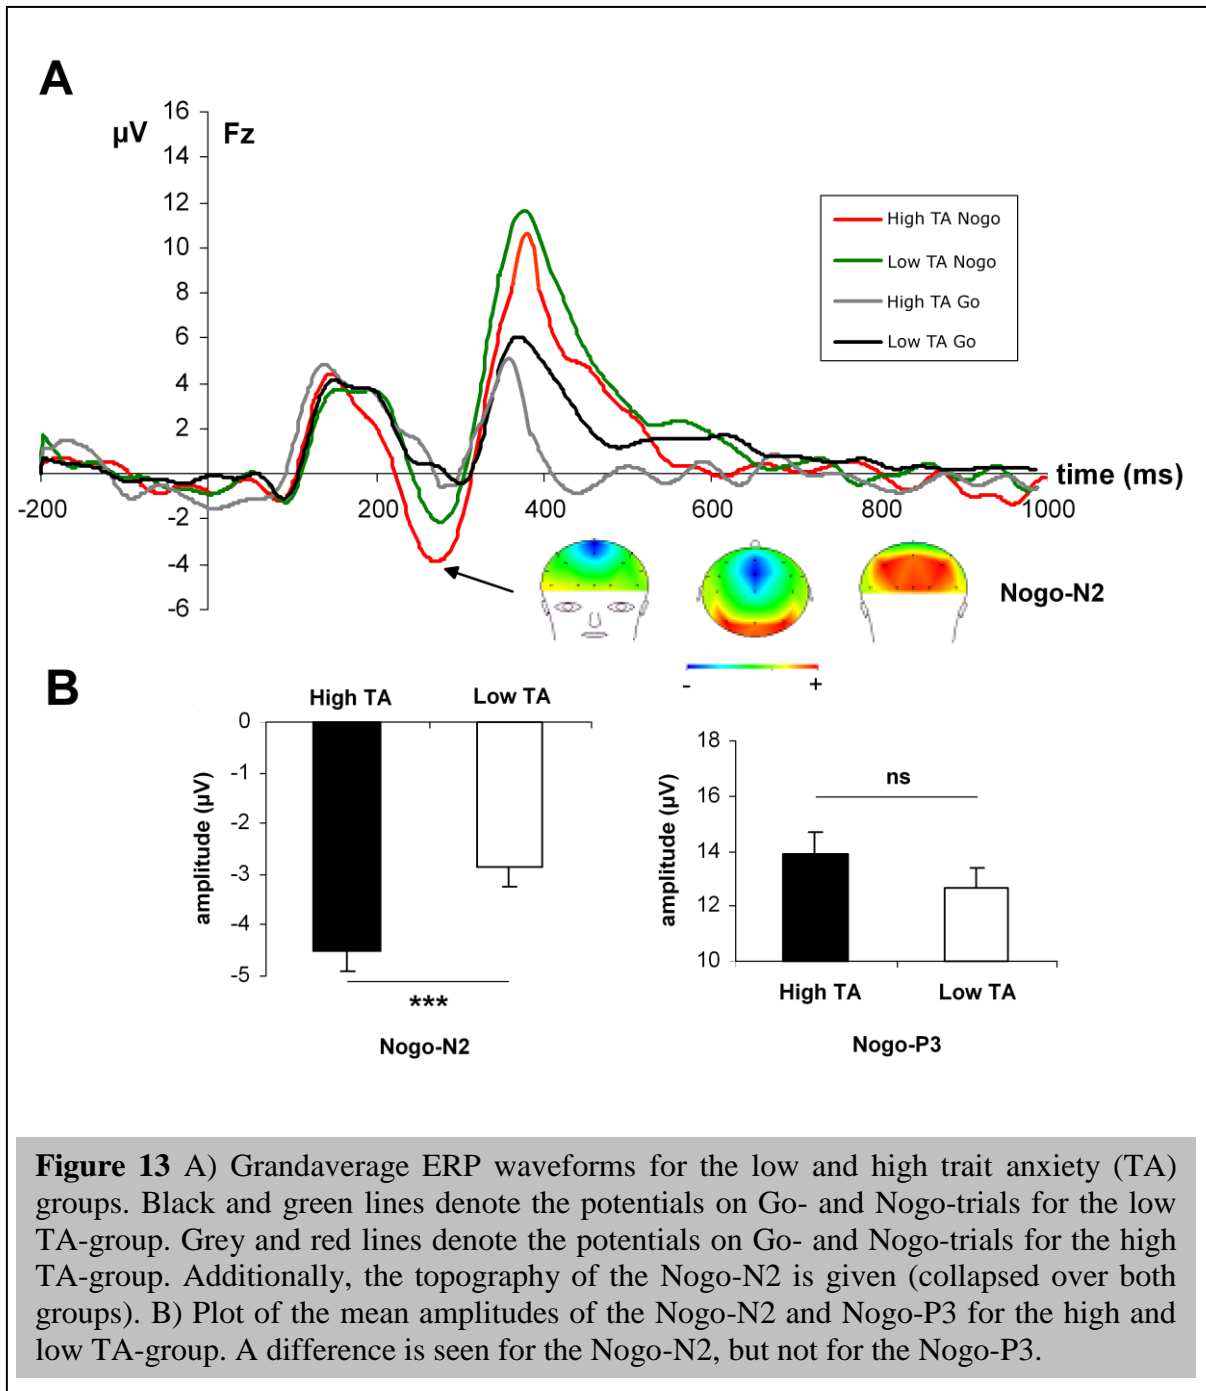 A
µV
Fz
16
14
12
10
8
6
4
2
-2
-4
-6
-200
200
400
600
800
1000
time (ms)
High TA Nogo
Low TA Nogo
High TA Go
Low TA Go
Nogo-N2
-
+
B
High TA
Low TA
amplitude (µV)
0
-1
-2
-3
-4
-5
***
Nogo-N2
amplitude (µV)
18
16
14
12
10
ns
High TA
Low TA
Nogo-P3
Figure 13 A) Grandaverage ERP waveforms for the low and high trait anxiety (TA)
groups. Black and green lines denote the potentials on Go- and Nogo-trials for the low
TA-group. Grey and red lines denote the potentials on Go- and Nogo-trials for the high
TA-group. Additionally, the topography of the Nogo-N2 is given (collapsed over both
groups). B) Plot of the mean amplitudes of the Nogo-N2 and Nogo-P3 for the high and
low TA-group. A difference is seen for the Nogo-N2, but not for the Nogo-P3.